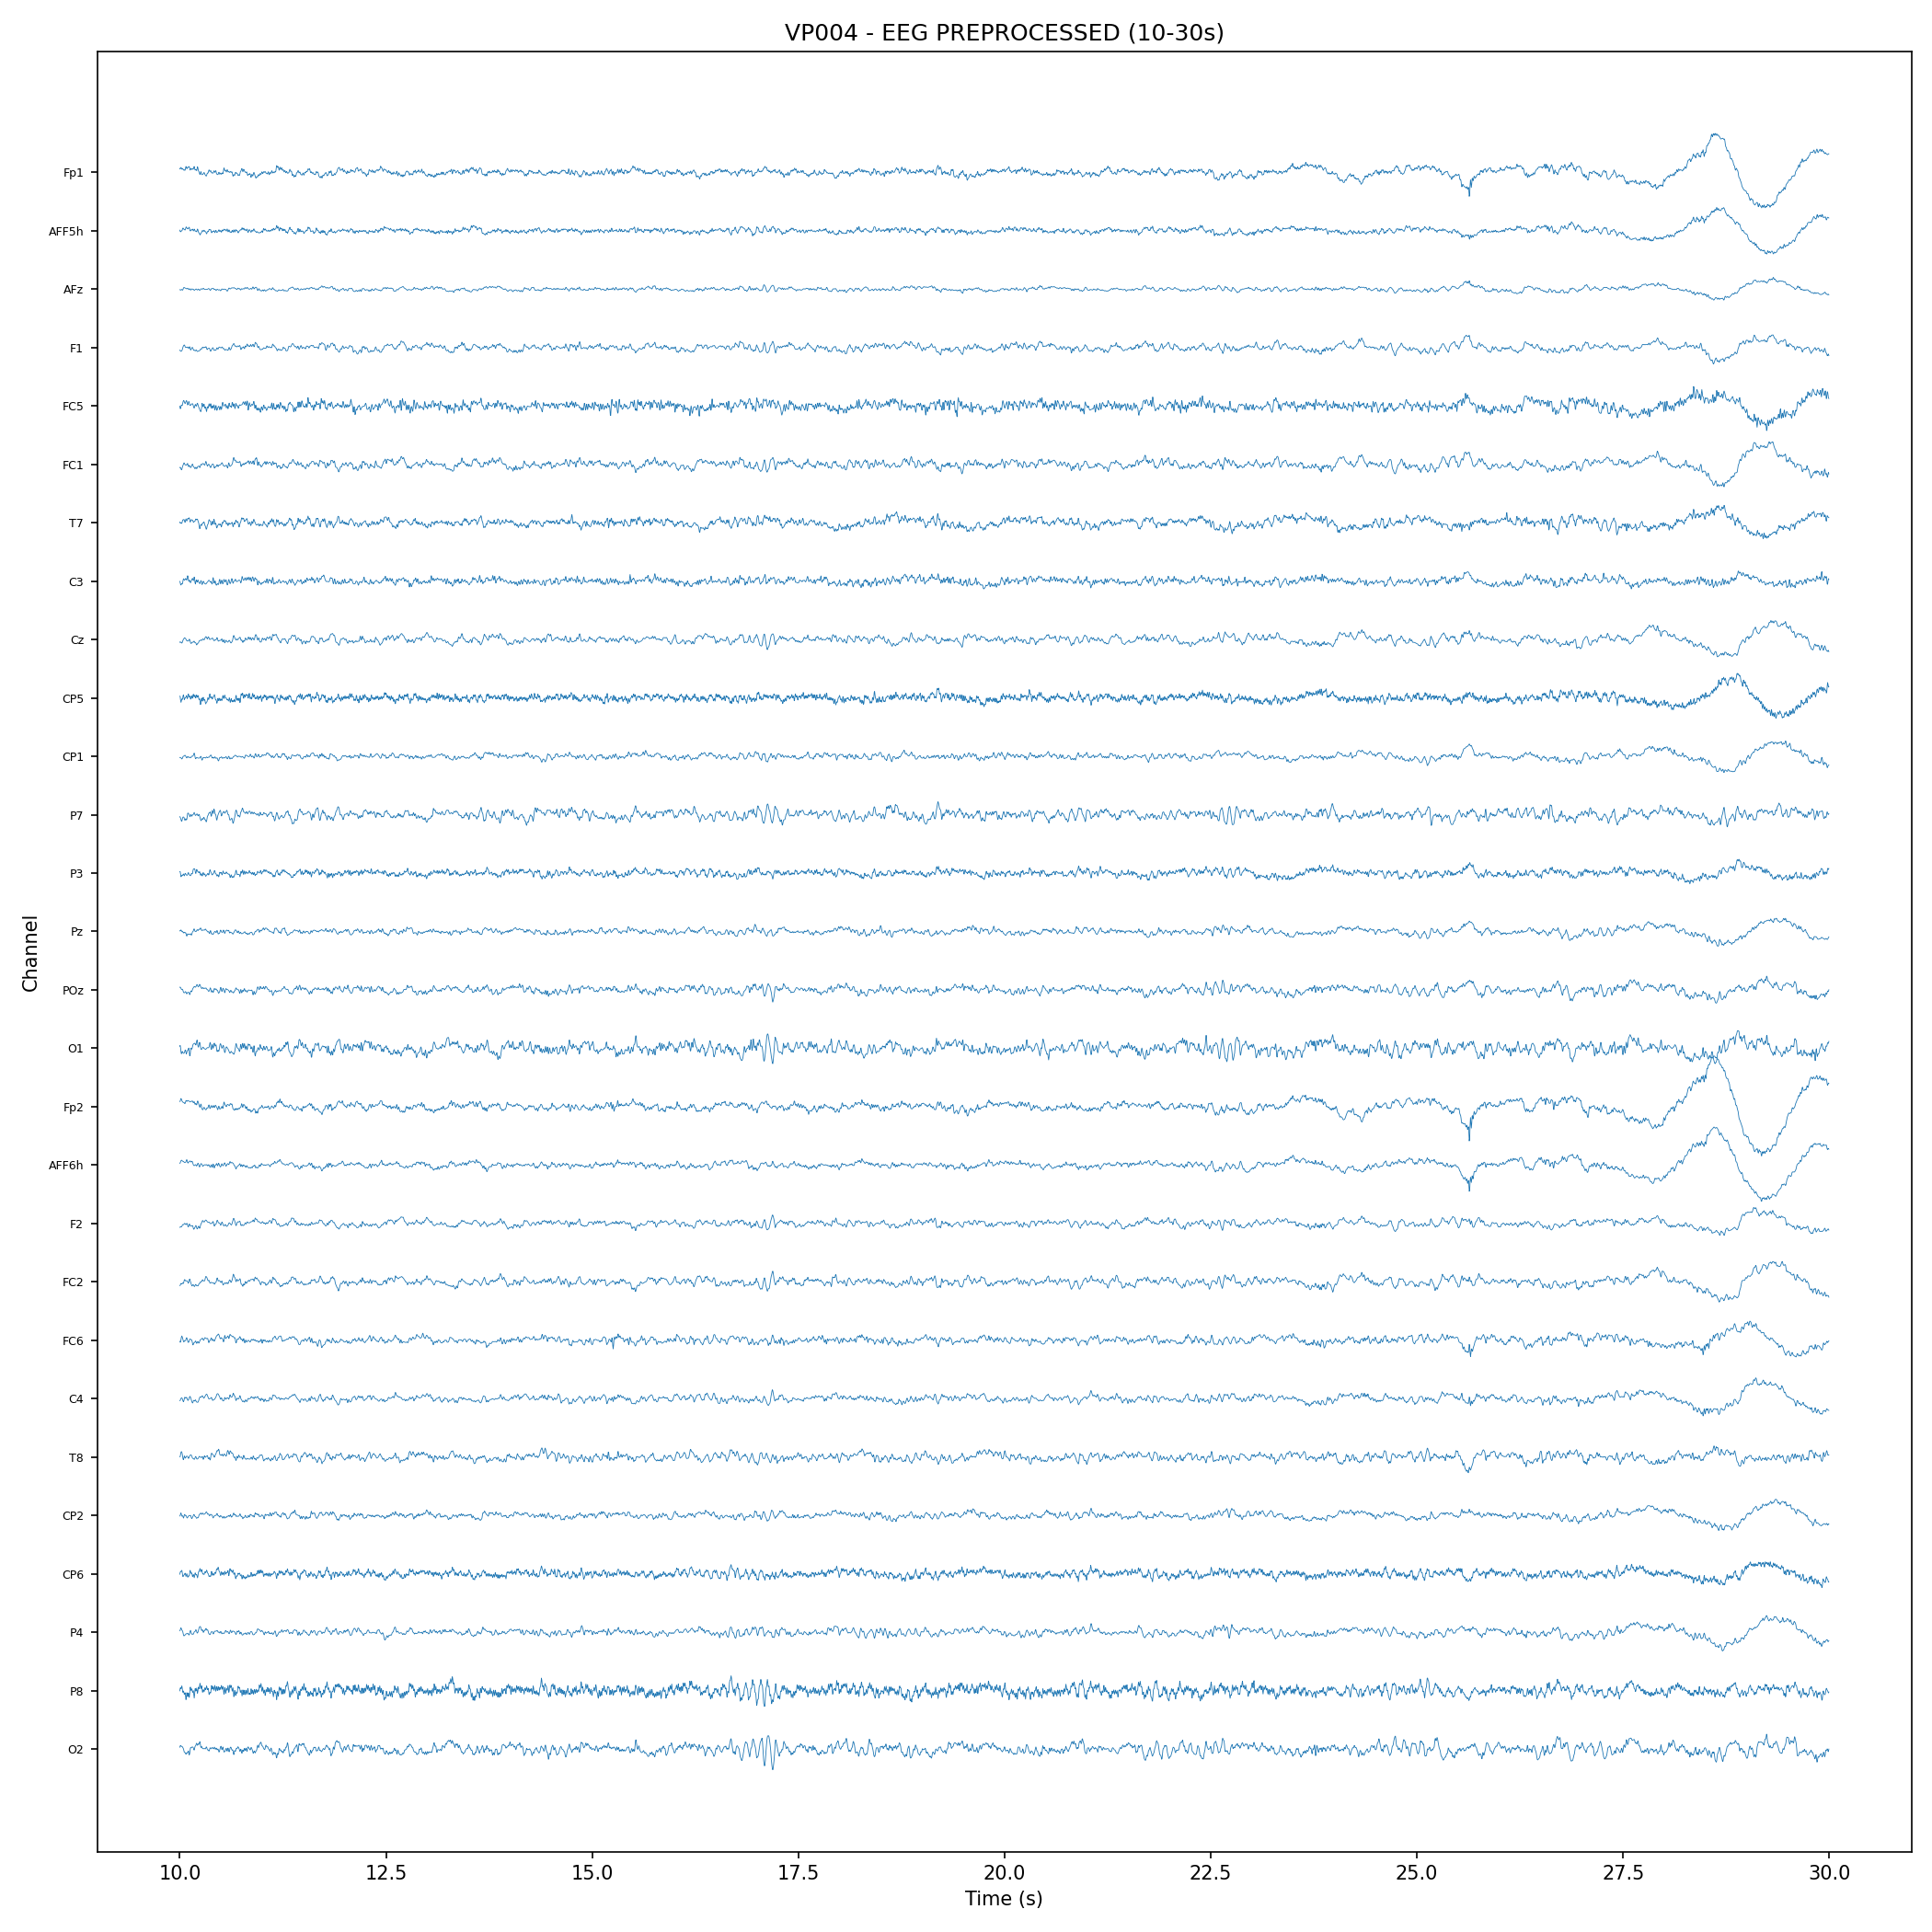 VP004 - EEG PREPROCESSED (10-30s)
Fp1
AFF5h
AFz
F1
FC5
FC1
T7
C3
Cz
CP5
CP1
P7
P3
Pz
POz
O1
Fp2
AFF6h
F2
FC2
FC6
C4
T8
CP2
CP6
P4
P8
O2
Channel
10.0 12.5 15.0 17.5 20.0 22.5 25.0 27.5 30.0
Time (s)